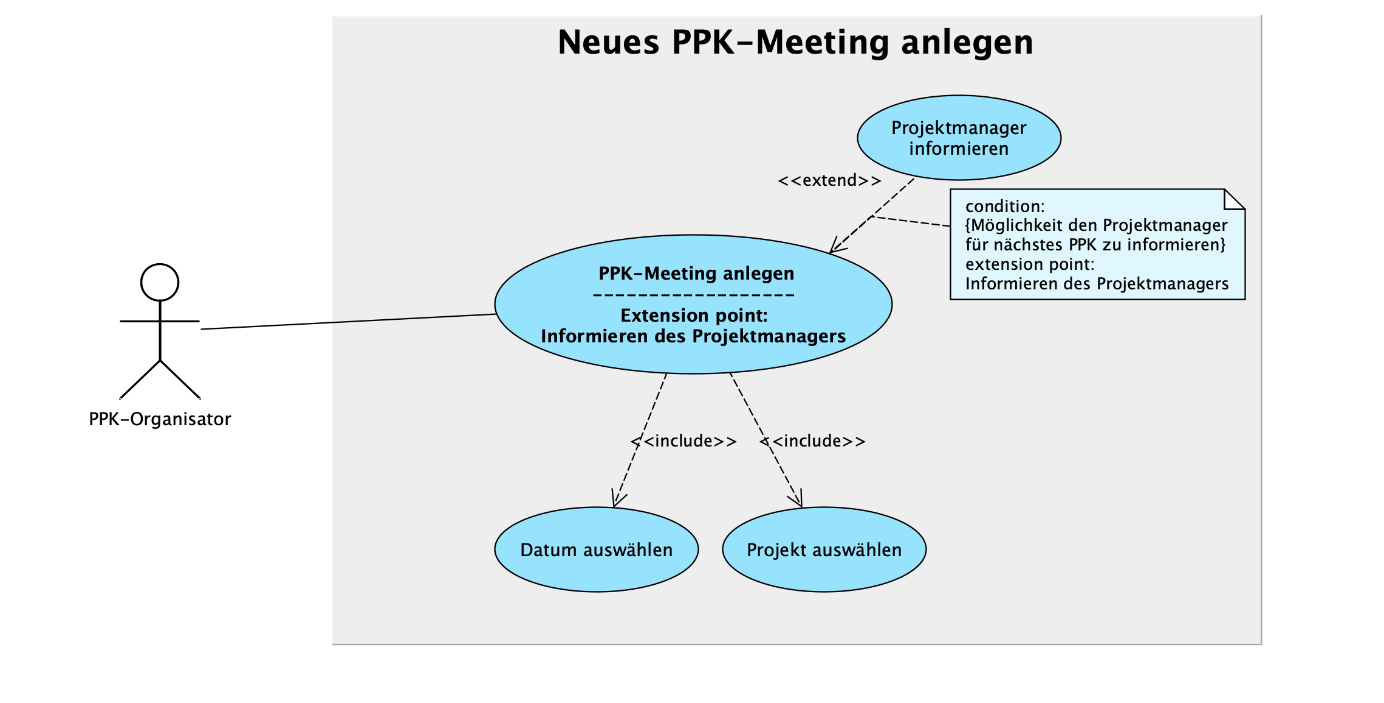 Neues PPK-Meeting anlegen
Projektmanager
informieren
<<extend>>
condition:
{Möglichkeit den Projektmanager
für nächstes PPK zu informieren}
extension point:
Informieren des Projektmanagers
PPK-Meeting anlegen
Extension point:
Informieren des Projektmanagers
PPK-Organisator
<<include>>
<<include>>
Datum auswählen
Projekt auswählen